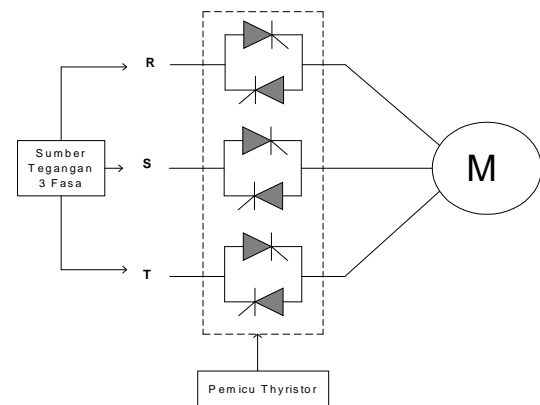 R
Sumber
Tegangan
3 Fasa
S
M
T
Pemicu Thyristor